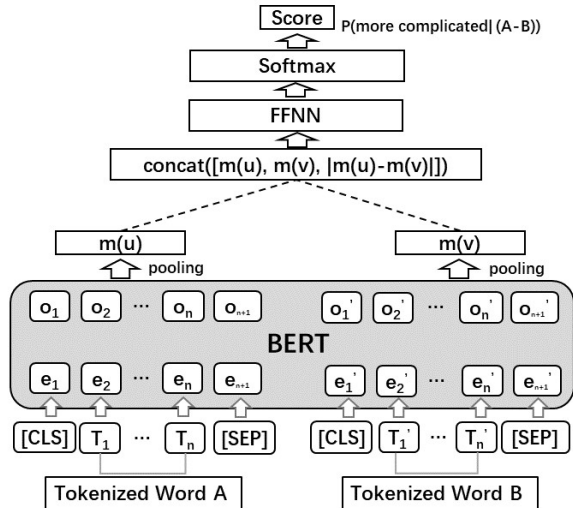 Score
P(more complicated| (A-B))
Softmax
FFNN
concat([m(u), m(v), |m(u)-m(v)|])
m(u) m(v)
pooling pooling
o₁ o₂ ··· oₙ oₙ₊₁ o₁' o₂' ··· oₙ' oₙ₊₁'
BERT
e₁ e₂ ··· eₙ eₙ₊₁ e₁' e₂' ··· eₙ' eₙ₊₁'
[CLS] T₁ ··· Tₙ [SEP] [CLS] T₁' ··· Tₙ' [SEP]
Tokenized Word A Tokenized Word B